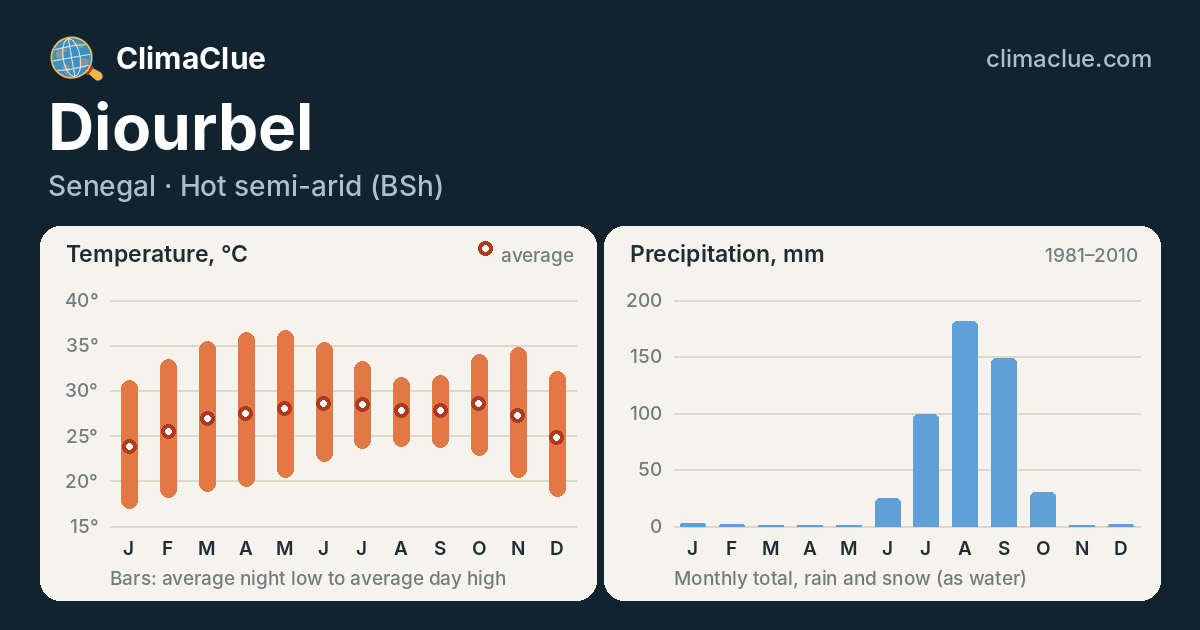 ClimaClue
climaclue.com
Diourbel
Senegal · Hot semi-arid (BSh)
Temperature, °C
average
40°
35°
30°
25°
20°
15°
J F M A M J J A S O N D
Bars: average night low to average day high
Precipitation, mm
1981–2010
200
150
100
50
0
J F M A M J J A S O N D
Monthly total, rain and snow (as water)